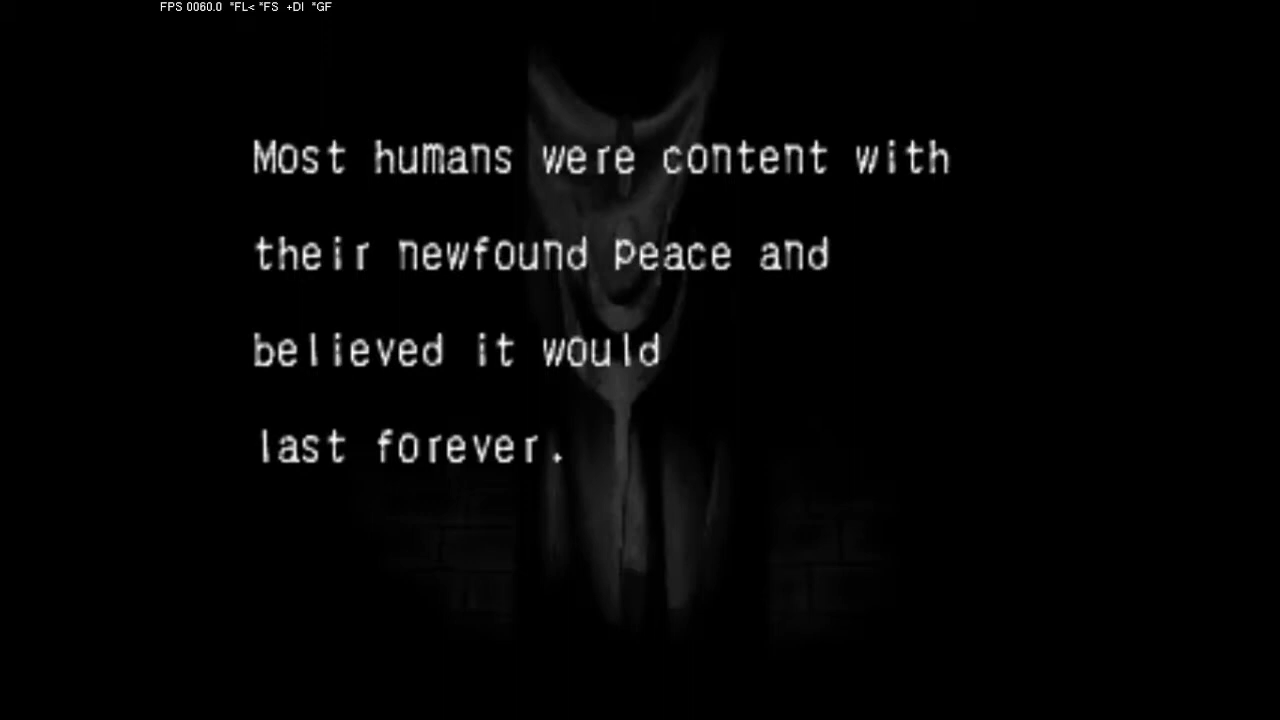 FPS 0060.0 *FL< *FS +DI *GF
Most humans were content with
their newfound peace and
believed it would
last forever.